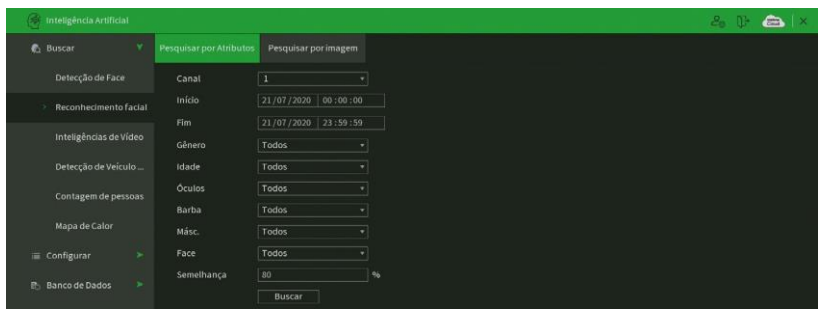 Inteligência Artificial
Buscar
Pesquisar por Atributos
Pesquisar por imagem
Detecção de Face
Reconhecimento facial
Inteligências de Vídeo
Detecção de Veículo ...
Contagem de pessoas
Mapa de Calor
Configurar
Banco de Dados
Canal 1
Início 21/07/2020 00:00:00
Fim 21/07/2020 23:59:59
Gênero Todos
Idade Todos
Óculos Todos
Barba Todos
Másc. Todos
Face Todos
Semelhança 80 %
Buscar